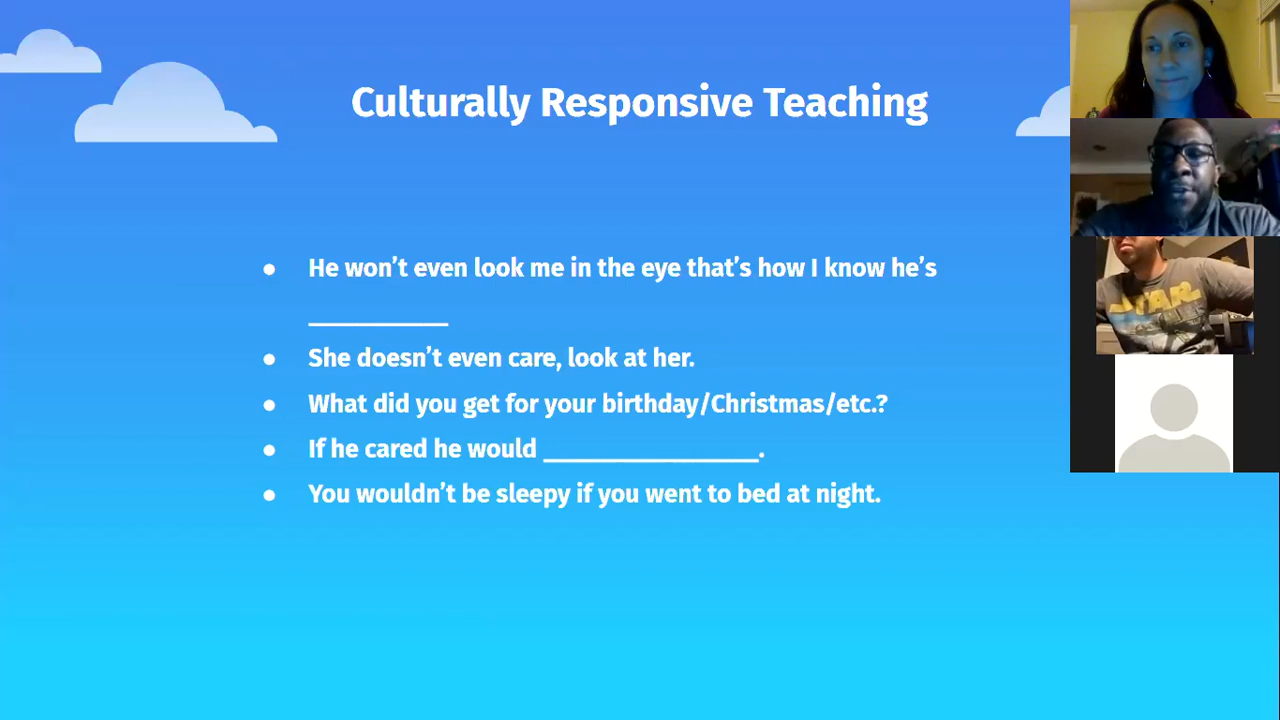 Culturally Responsive Teaching
● He won't even look me in the eye that's how I know he's
___________
● She doesn't even care, look at her.
● What did you get for your birthday/Christmas/etc.?
● If he cared he would _________________.
● You wouldn't be sleepy if you went to bed at night.
STAR